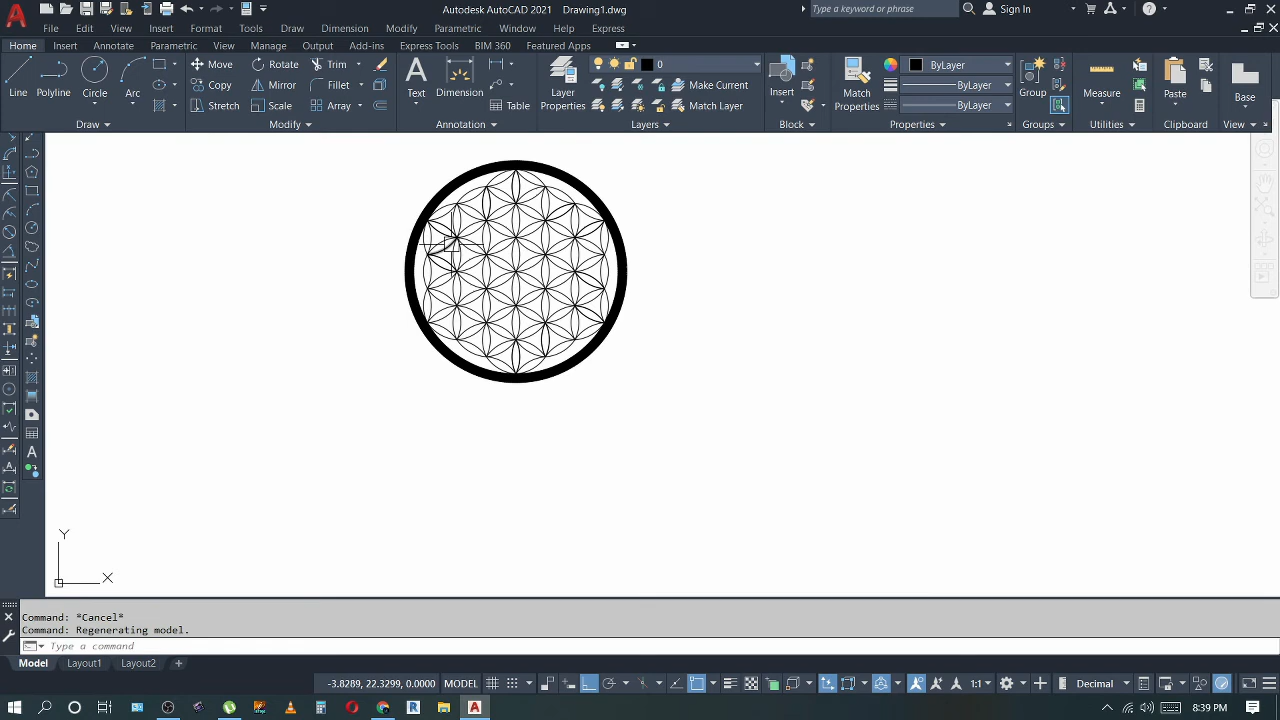 Autodesk AutoCAD 2021 Drawing1.dwg
Type a keyword or phrase
Sign In
File Edit View Insert Format Tools Draw Dimension Modify Parametric Window Help Express
Home Insert Annotate Parametric View Manage Output Add-ins Express Tools BIM 360 Featured Apps
Line Polyline Circle Arc
Move Rotate Trim
Copy Mirror Fillet
Stretch Scale Array
Text Dimension Table
Layer Properties
0
Make Current
Match Layer
Insert
Match Properties
ByLayer
ByLayer
ByLayer
Group
Measure
Paste
Base
Draw Modify Annotation Layers Block Properties Groups Utilities Clipboard View
Y
X
Command: *Cancel*
Command: Regenerating model.
Type a command
Model Layout1 Layout2 +
-3.8289, 22.3299, 0.0000 MODEL 1:1 Decimal
8:39 PM